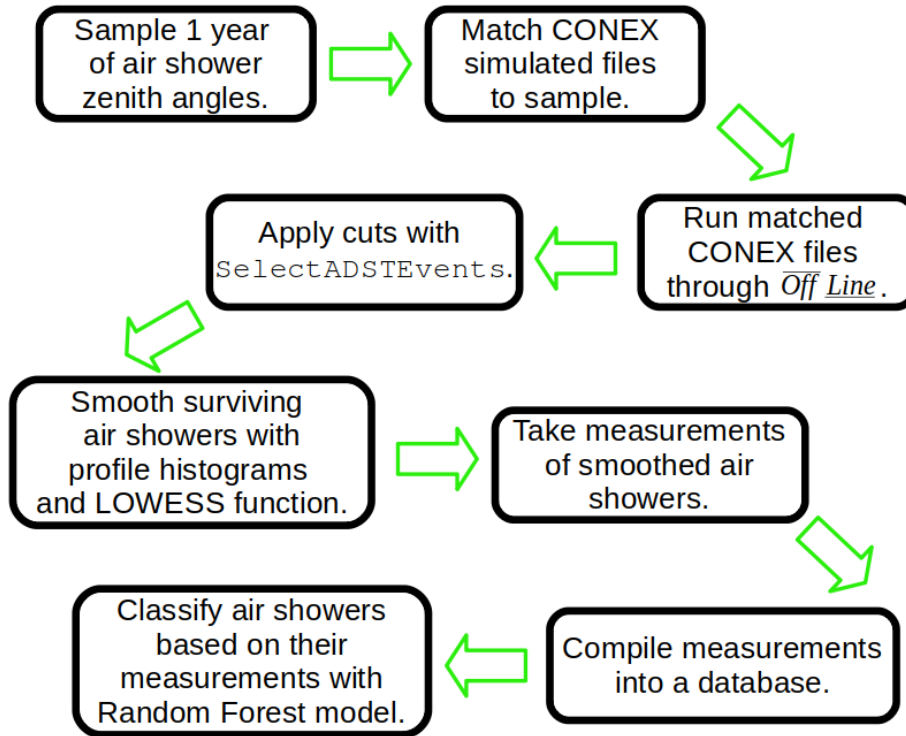 Sample 1 year
of air shower
zenith angles.
Match CONEX
simulated files
to sample.
Run matched
CONEX files
through Off Line.
Apply cuts with
SelectADSTEvents.
Smooth surviving
air showers with
profile histograms
and LOWESS function.
Take measurements
of smoothed air
showers.
Compile measurements
into a database.
Classify air showers
based on their
measurements with
Random Forest model.